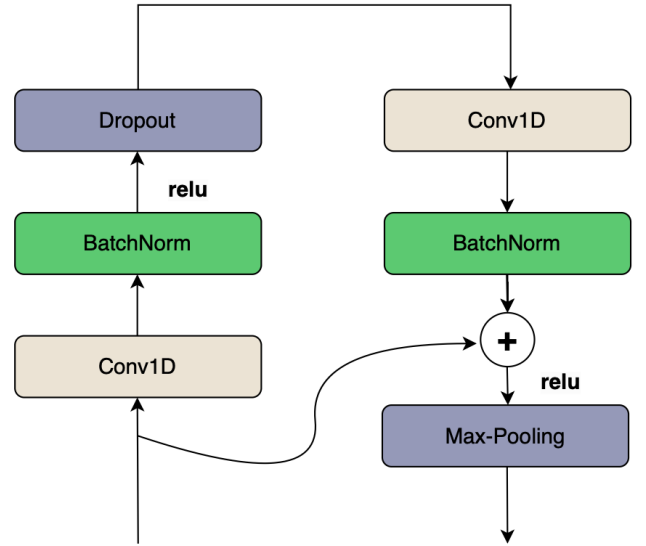 Dropout
relu
BatchNorm
Conv1D
Conv1D
BatchNorm
+
relu
Max-Pooling